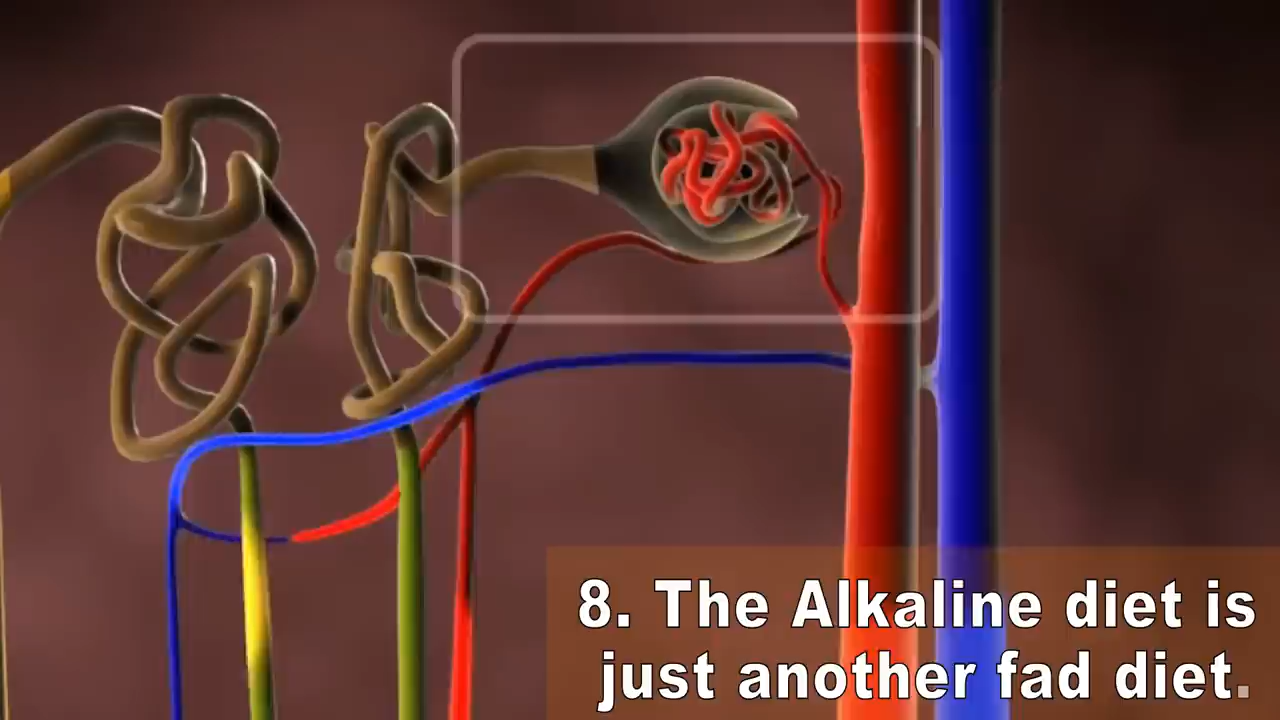 8. The Alkaline diet is
just another fad diet.